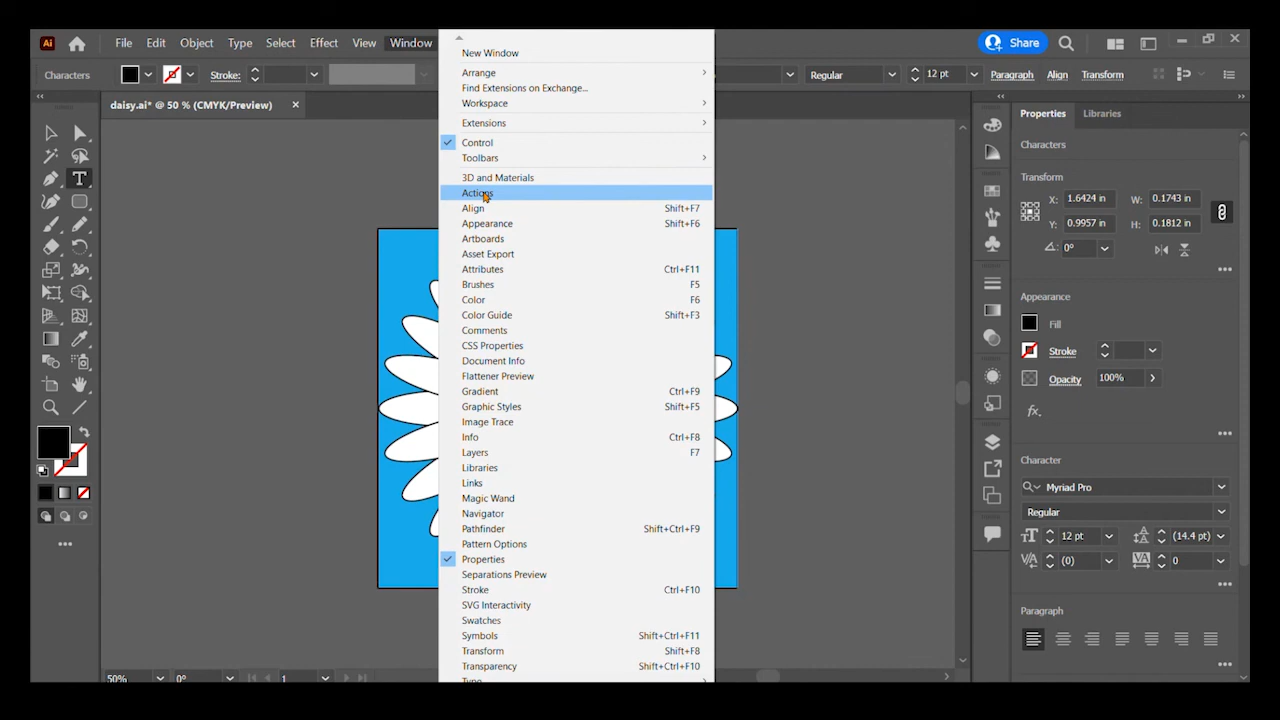 Ai File Edit Object Type Select Effect View Window Share
Characters Stroke: Regular 12 pt Paragraph Align Transform
daisy.ai* @ 50 % (CMYK/Preview) ×
New Window
Arrange
Find Extensions on Exchange...
Workspace
Extensions
Control
Toolbars
3D and Materials
Actions
Align Shift+F7
Appearance Shift+F6
Artboards
Asset Export
Attributes Ctrl+F11
Brushes F5
Color F6
Color Guide Shift+F3
Comments
CSS Properties
Document Info
Flattener Preview
Gradient Ctrl+F9
Graphic Styles Shift+F5
Image Trace
Info Ctrl+F8
Layers F7
Libraries
Links
Magic Wand
Navigator
Pathfinder Shift+Ctrl+F9
Pattern Options
Properties
Separations Preview
Stroke Ctrl+F10
SVG Interactivity
Swatches
Symbols Shift+Ctrl+F11
Transform Shift+F8
Transparency Shift+Ctrl+F10
Type
Properties Libraries
Characters
Transform
X: 1.6424 in W: 0.1743 in
Y: 0.9957 in H: 0.1812 in
0°
Appearance
Fill
Stroke
Opacity 100%
fx.
Character
Myriad Pro
Regular
12 pt (14.4 pt)
(0) 0
Paragraph
50% 0° 1